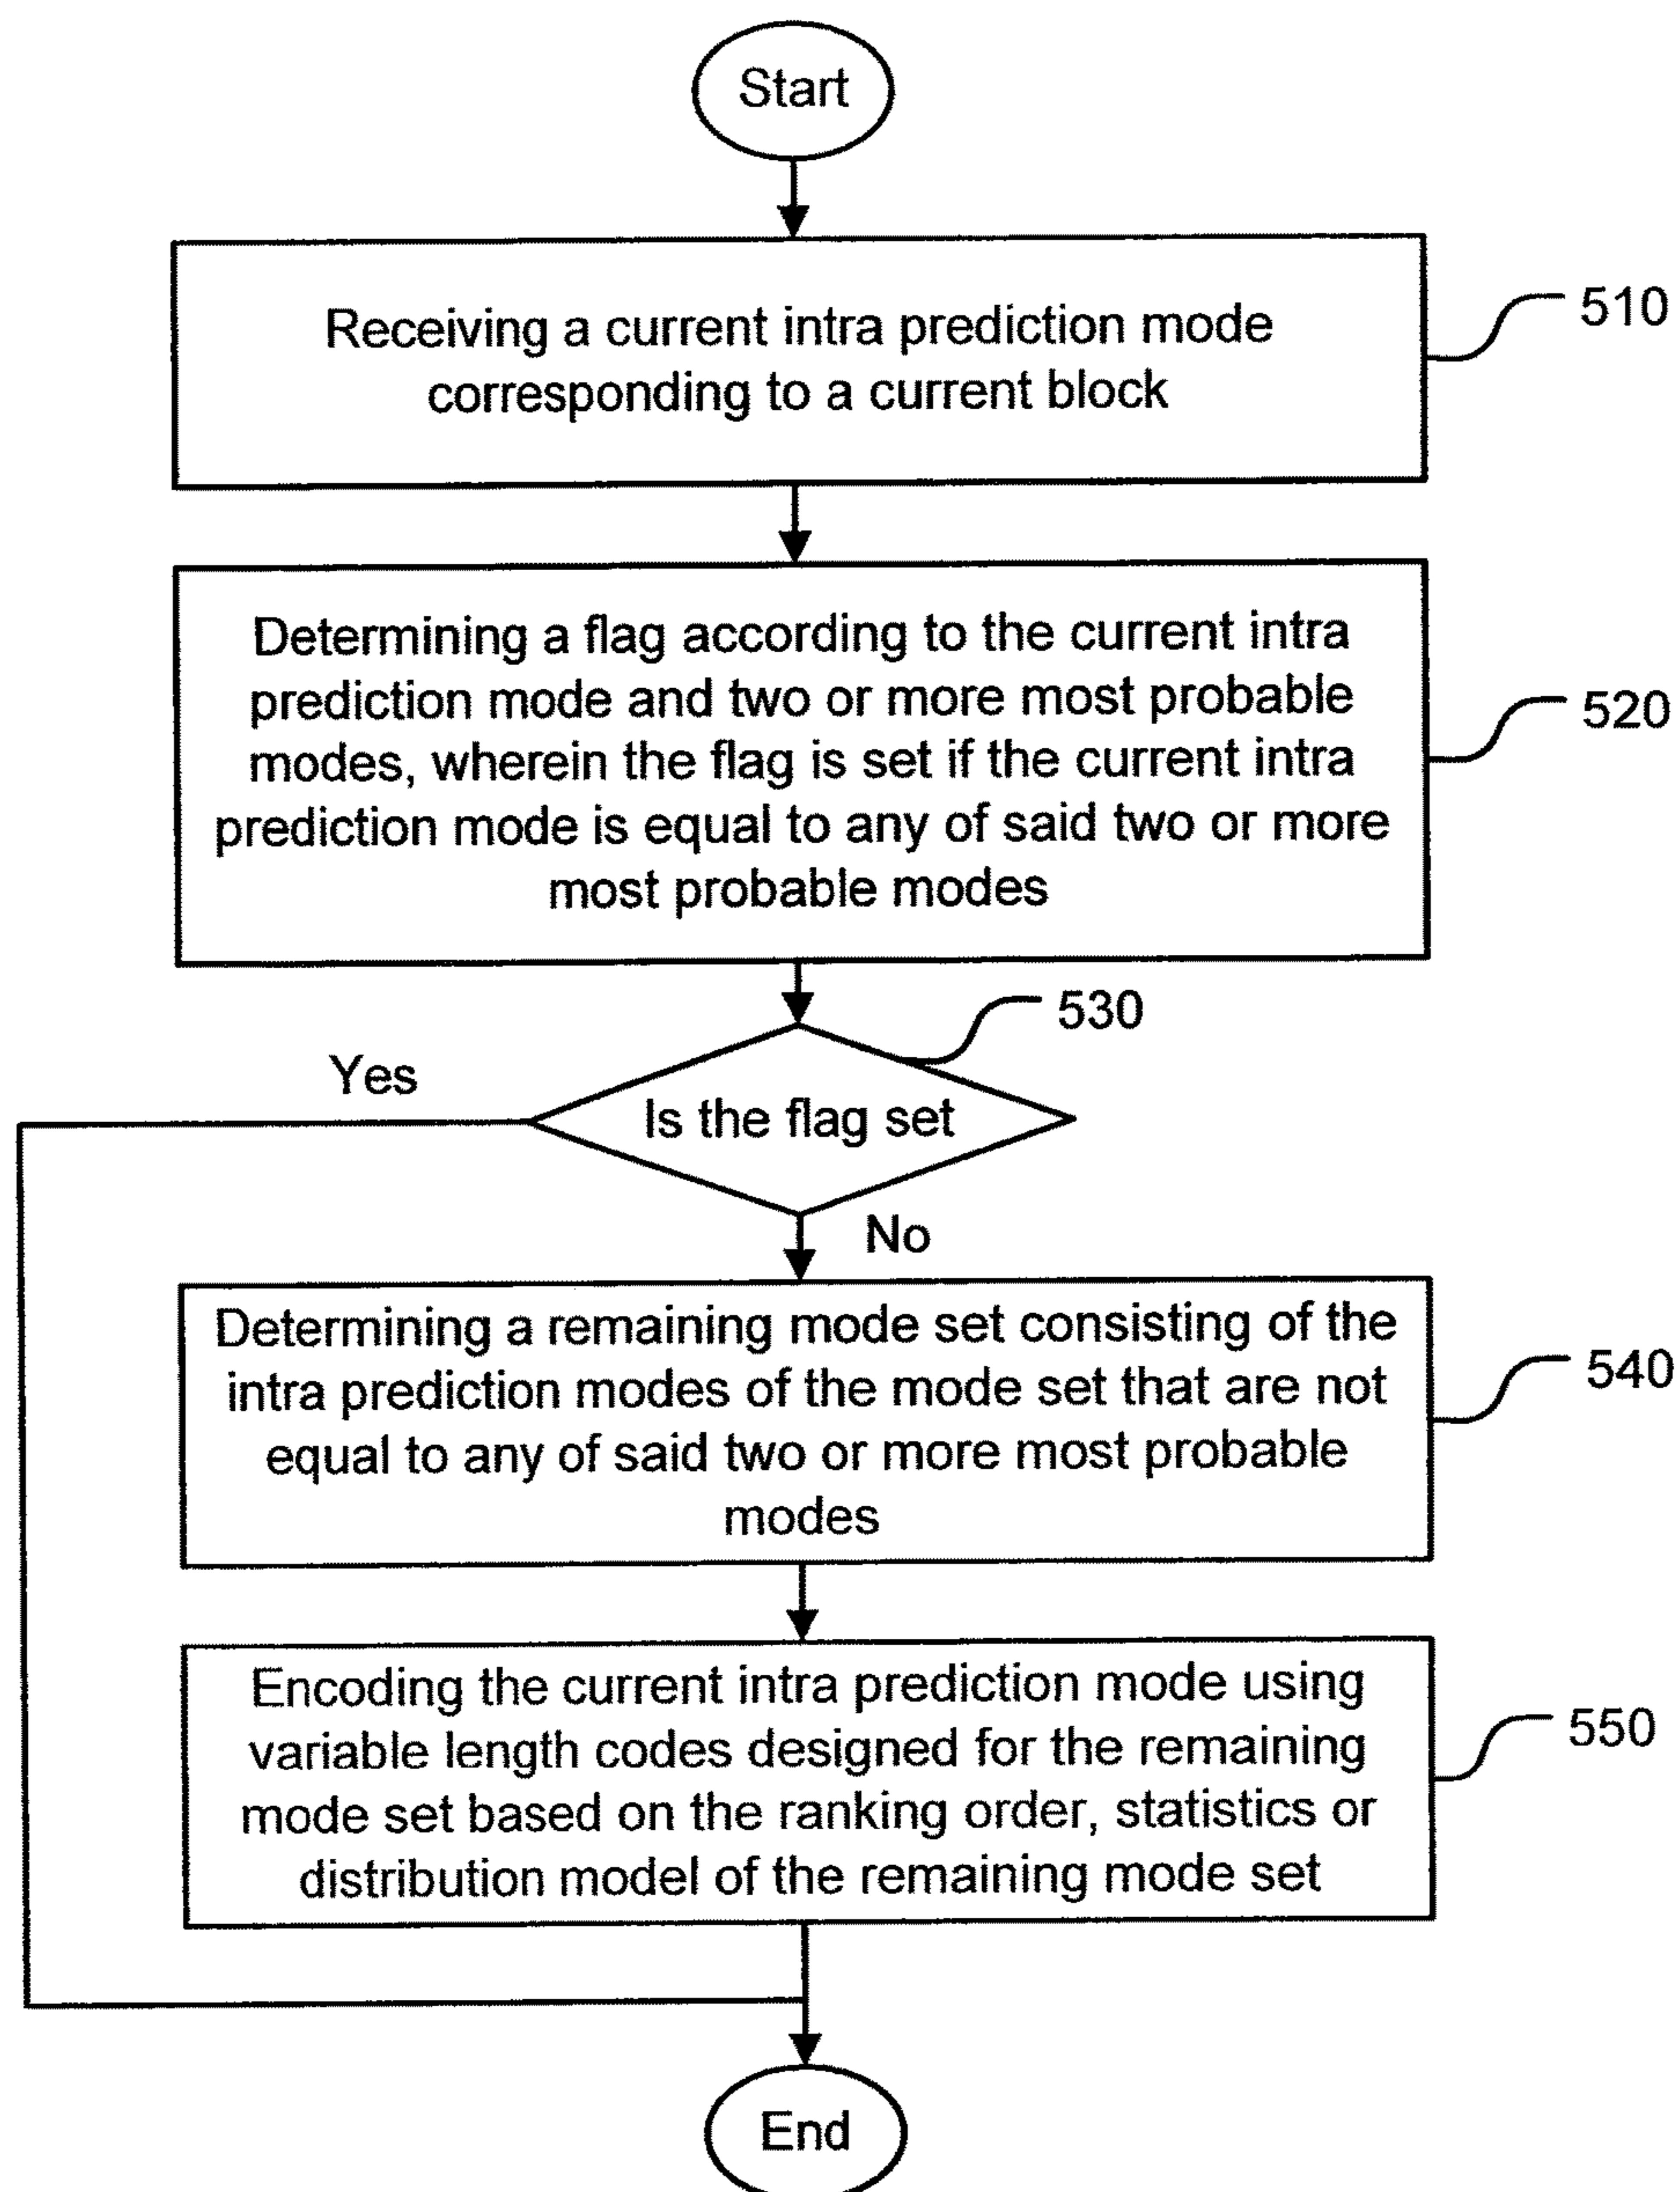 Start
Receiving a current intra prediction mode
corresponding to a current block
510
Determining a flag according to the current intra
prediction mode and two or more most probable
modes, wherein the flag is set if the current intra
prediction mode is equal to any of said two or more
most probable modes
520
530
Yes
Is the flag set
No
Determining a remaining mode set consisting of the
intra prediction modes of the mode set that are not
equal to any of said two or more most probable
modes
540
Encoding the current intra prediction mode using
variable length codes designed for the remaining
mode set based on the ranking order, statistics or
distribution model of the remaining mode set
550
End